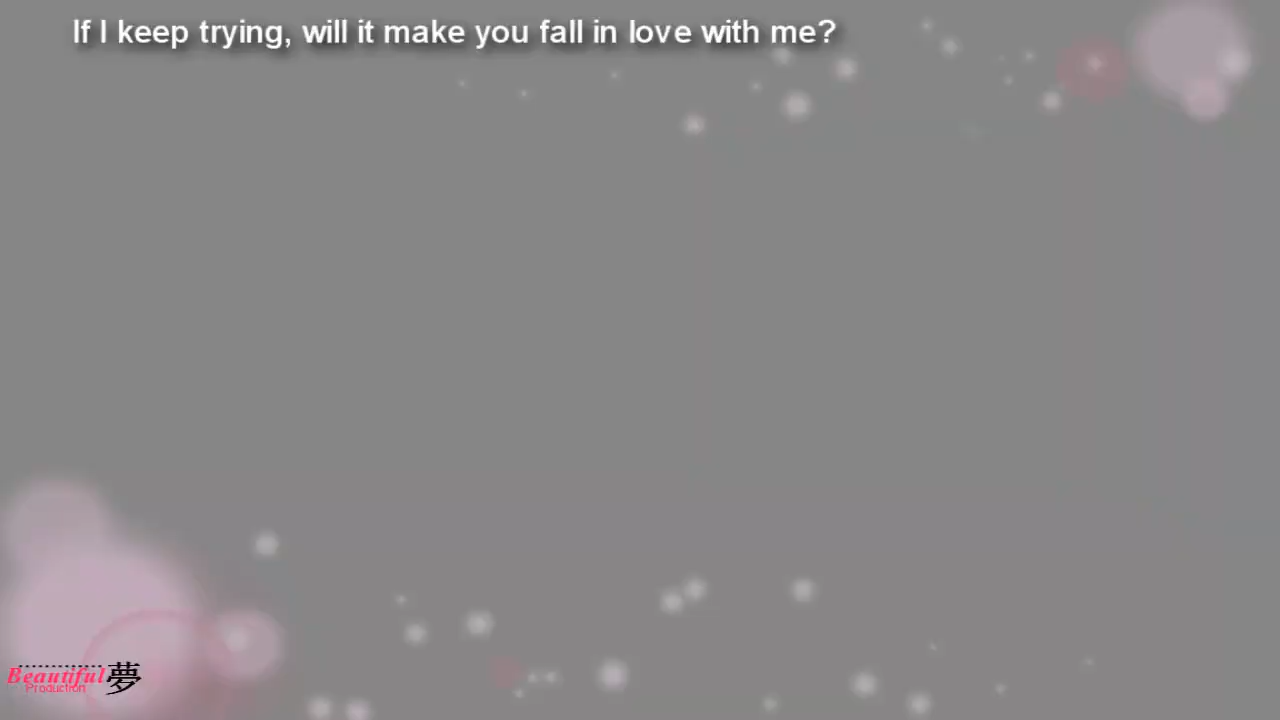 If I keep trying, will it make you fall in love with me?
Beautiful夢
Production